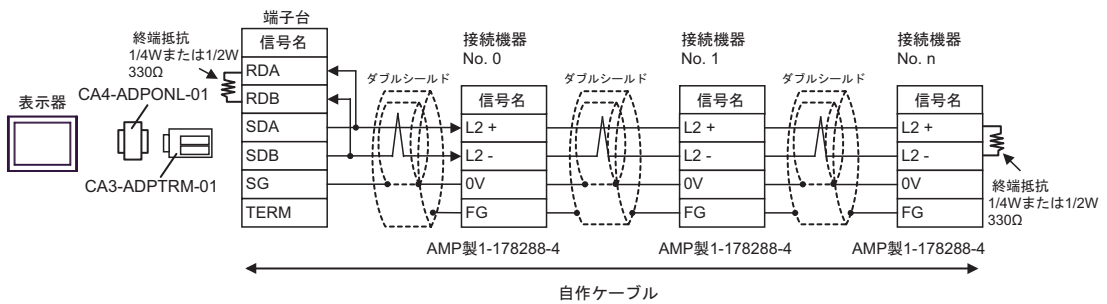 端子台
信号名
RDA
RDB
SDA
SDB
SG
TERM
終端抵抗
1/4Wまたは1/2W
330Ω
表示器
CA4-ADPONL-01
CA3-ADPTRM-01
ダブルシールド
接続機器
No. 0
信号名
L2 +
L2 -
0V
FG
AMP製1-178288-4
ダブルシールド
接続機器
No. 1
信号名
L2 +
L2 -
0V
FG
AMP製1-178288-4
ダブルシールド
接続機器
No. n
信号名
L2 +
L2 -
0V
FG
AMP製1-178288-4
終端抵抗
1/4Wまたは1/2W
330Ω
自作ケーブル